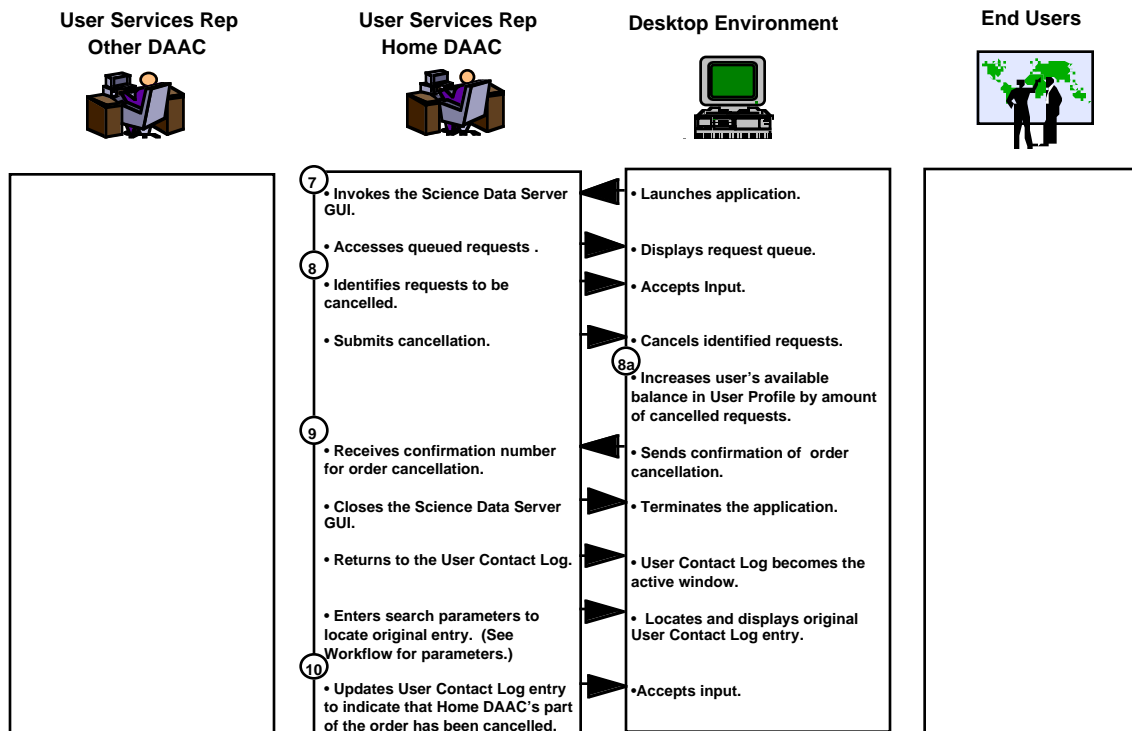 User Services Rep
Other DAAC
User Services Rep
Home DAAC
Desktop Environment
End Users
7
• Invokes the Science Data Server
GUI.
• Launches application.
• Accesses queued requests .
• Displays request queue.
8
• Identifies requests to be
cancelled.
• Accepts Input.
• Submits cancellation.
• Cancels identified requests.
8a
• Increases user's available
balance in User Profile by amount
of cancelled requests.
9
• Receives confirmation number
for order cancellation.
• Sends confirmation of order
cancellation.
• Closes the Science Data Server
GUI.
• Terminates the application.
• Returns to the User Contact Log.
• User Contact Log becomes the
active window.
• Enters search parameters to
locate original entry. (See
Workflow for parameters.)
• Locates and displays original
User Contact Log entry.
10
• Updates User Contact Log entry
to indicate that Home DAAC's part
of the order has been cancelled.
•Accepts input.